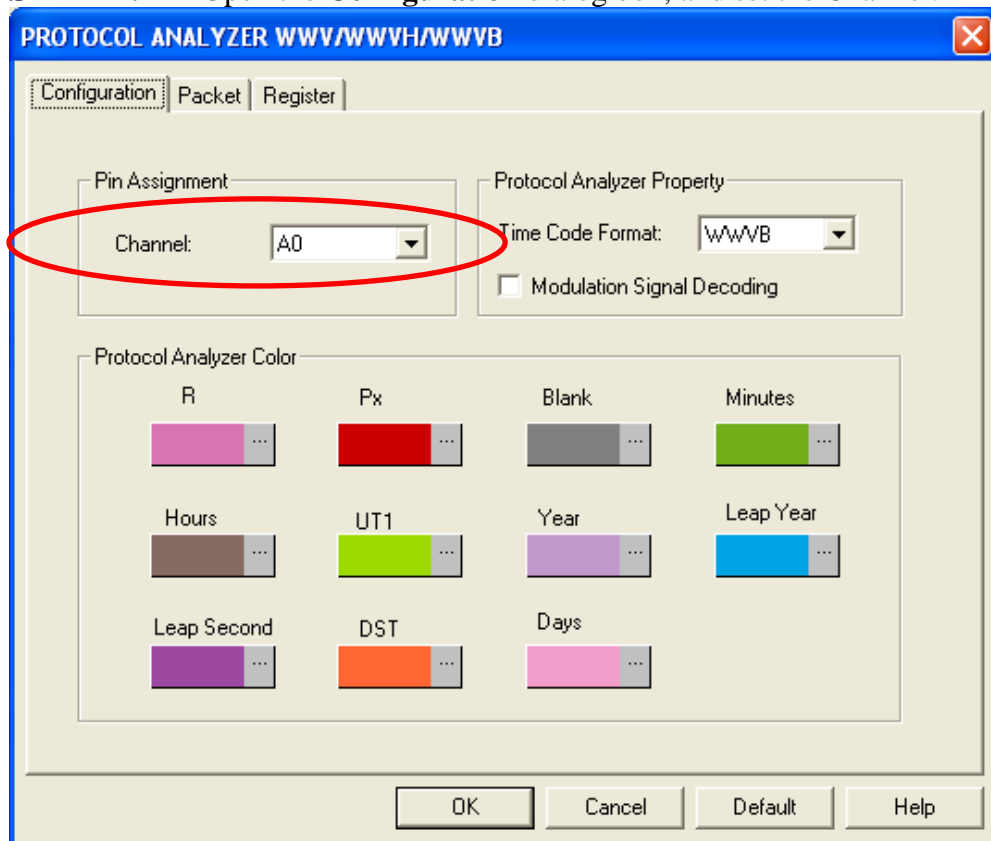 PROTOCOL ANALYZER WWV/WWVH/WWVB
Configuration Packet Register
Pin Assignment
Channel: A0
Protocol Analyzer Property
Time Code Format: WWVB
Modulation Signal Decoding
Protocol Analyzer Color
R Px Blank Minutes
... ... ... ...
Hours UT1 Year Leap Year
... ... ... ...
Leap Second DST Days
... ... ...
OK Cancel Default Help